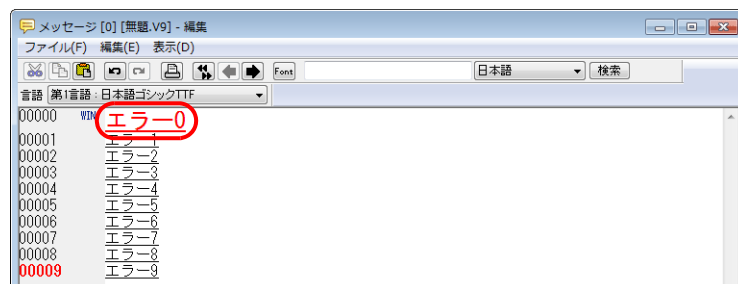 メッセージ [0] [無題.V9] - 編集
ファイル(F) 編集(E) 表示(D)
Font 日本語 検索
言語 第1言語 : 日本語ゴシックTTF
00000 WIN エラー0
00001 エラー1
00002 エラー2
00003 エラー3
00004 エラー4
00005 エラー5
00006 エラー6
00007 エラー7
00008 エラー8
00009 エラー9